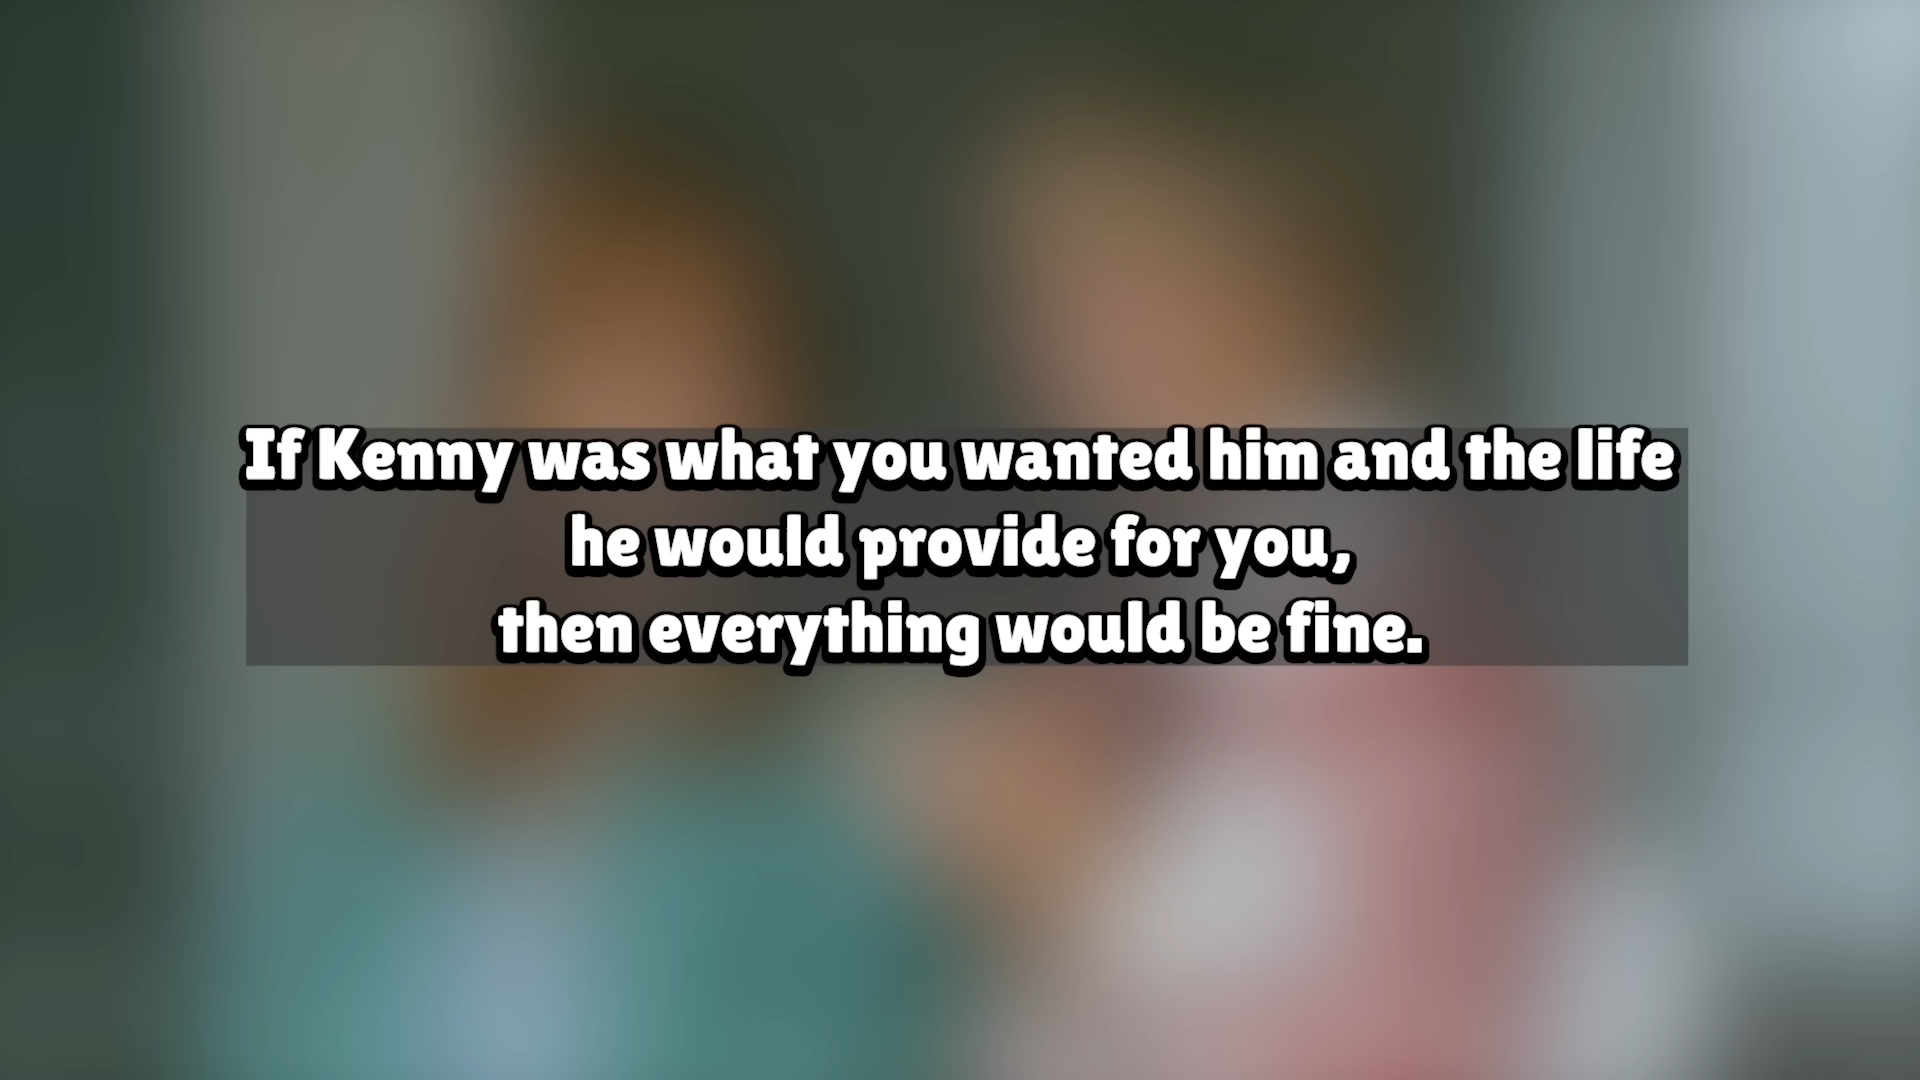 If Kenny was what you wanted him and the life
he would provide for you,
then everything would be fine.